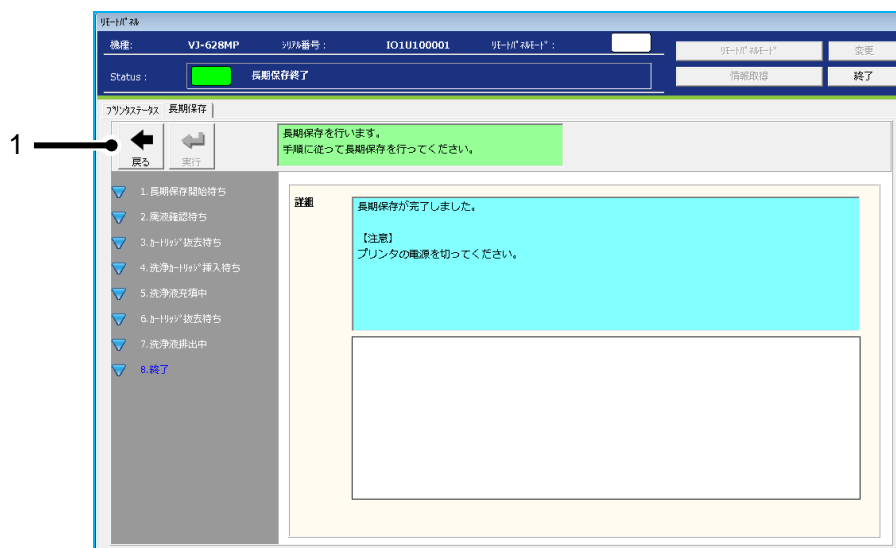 ﾘﾓｰﾄﾊﾟﾈﾙ
機種: VJ-628MP ｼﾘｱﾙ番号: IO1U100001 ﾘﾓｰﾄﾊﾟﾈﾙﾓｰﾄﾞ:
ﾘﾓｰﾄﾊﾟﾈﾙﾓｰﾄﾞ 変更
Status: 長期保存終了
情報取得 終了
ﾌﾟﾘﾝﾀｽﾃｰﾀｽ 長期保存
1
戻る 実行
長期保存を行います。
手順に従って長期保存を行ってください。
1.長期保存開始待ち
2.廃液確認待ち
3.ｶｰﾄﾘｯｼﾞ抜去待ち
4.洗浄ｶｰﾄﾘｯｼﾞ挿入待ち
5.洗浄液充填中
6.ｶｰﾄﾘｯｼﾞ抜去待ち
7.洗浄液排出中
8.終了
詳細
長期保存が完了しました。
【注意】
プリンタの電源を切ってください。